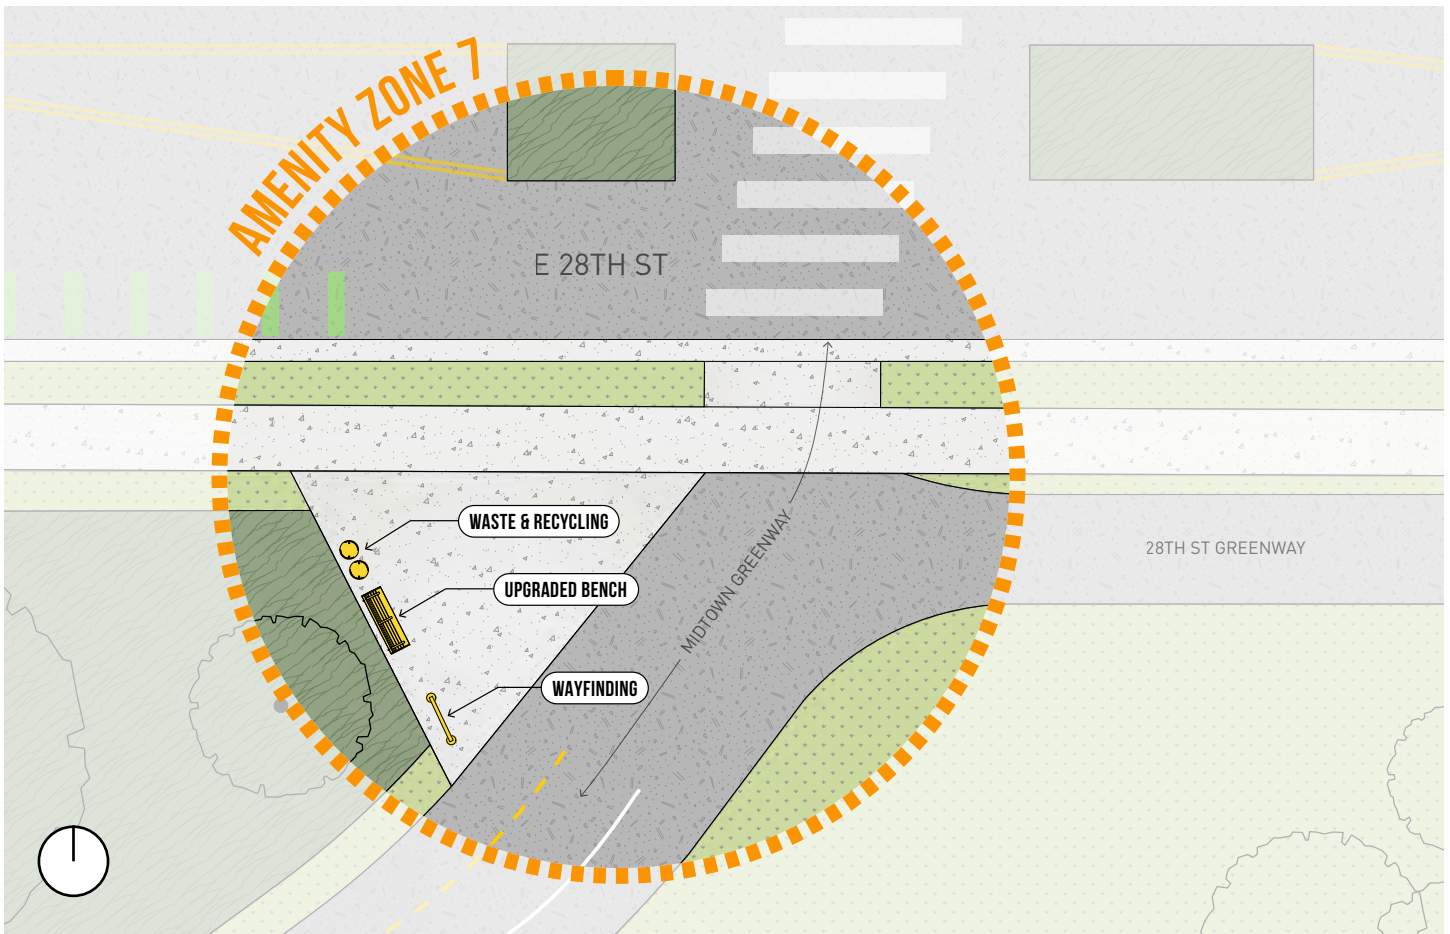 AMENITY ZONE 7
E 28TH ST
WASTE & RECYCLING
28TH ST GREENWAY
UPGRADED BENCH
MIDTOWN GREENWAY
WAYFINDING